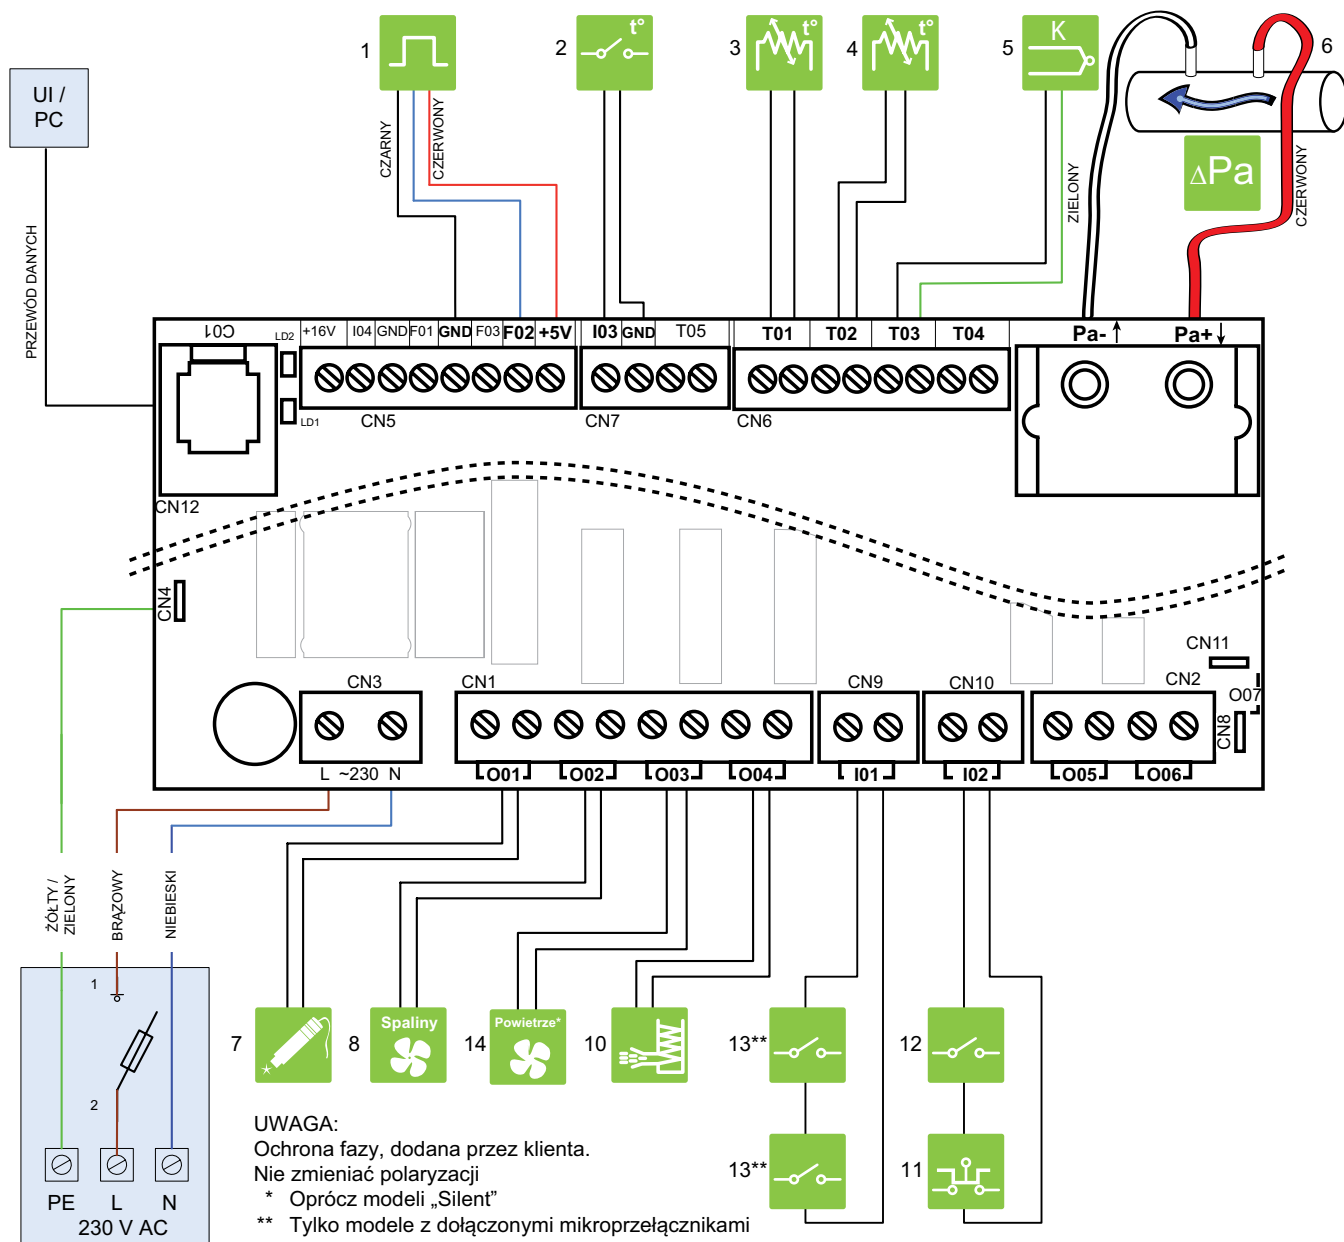 1
2
t°
3
t°
4
t°
5
K
6
UI /
PC
CZARNY
CZERWONY
ZIELONY
ΔPa
CZERWONY
PRZEWÓD DANYCH
C01
LD2
+16V
I04
GND
F01
GND
F03
F02
+5V
I03
GND
T05
T01
T02
T03
T04
Pa-
Pa+
LD1
CN5
CN7
CN6
CN12
CN4
CN11
CN3
CN1
CN9
CN10
CN2
O07
CN8
L ~230 N
O01
O02
O03
O04
I01
I02
O05
O06
ŻÓŁTY /
ZIELONY
BRĄZOWY
NIEBIESKI
1
2
PE
L
N
230 V AC
7
8
Spaliny
14
Powietrze*
10
13**
12
13**
11
UWAGA:
Ochrona fazy, dodana przez klienta.
Nie zmieniać polaryzacji
* Oprócz modeli „Silent”
** Tylko modele z dołączonymi mikroprzełącznikami